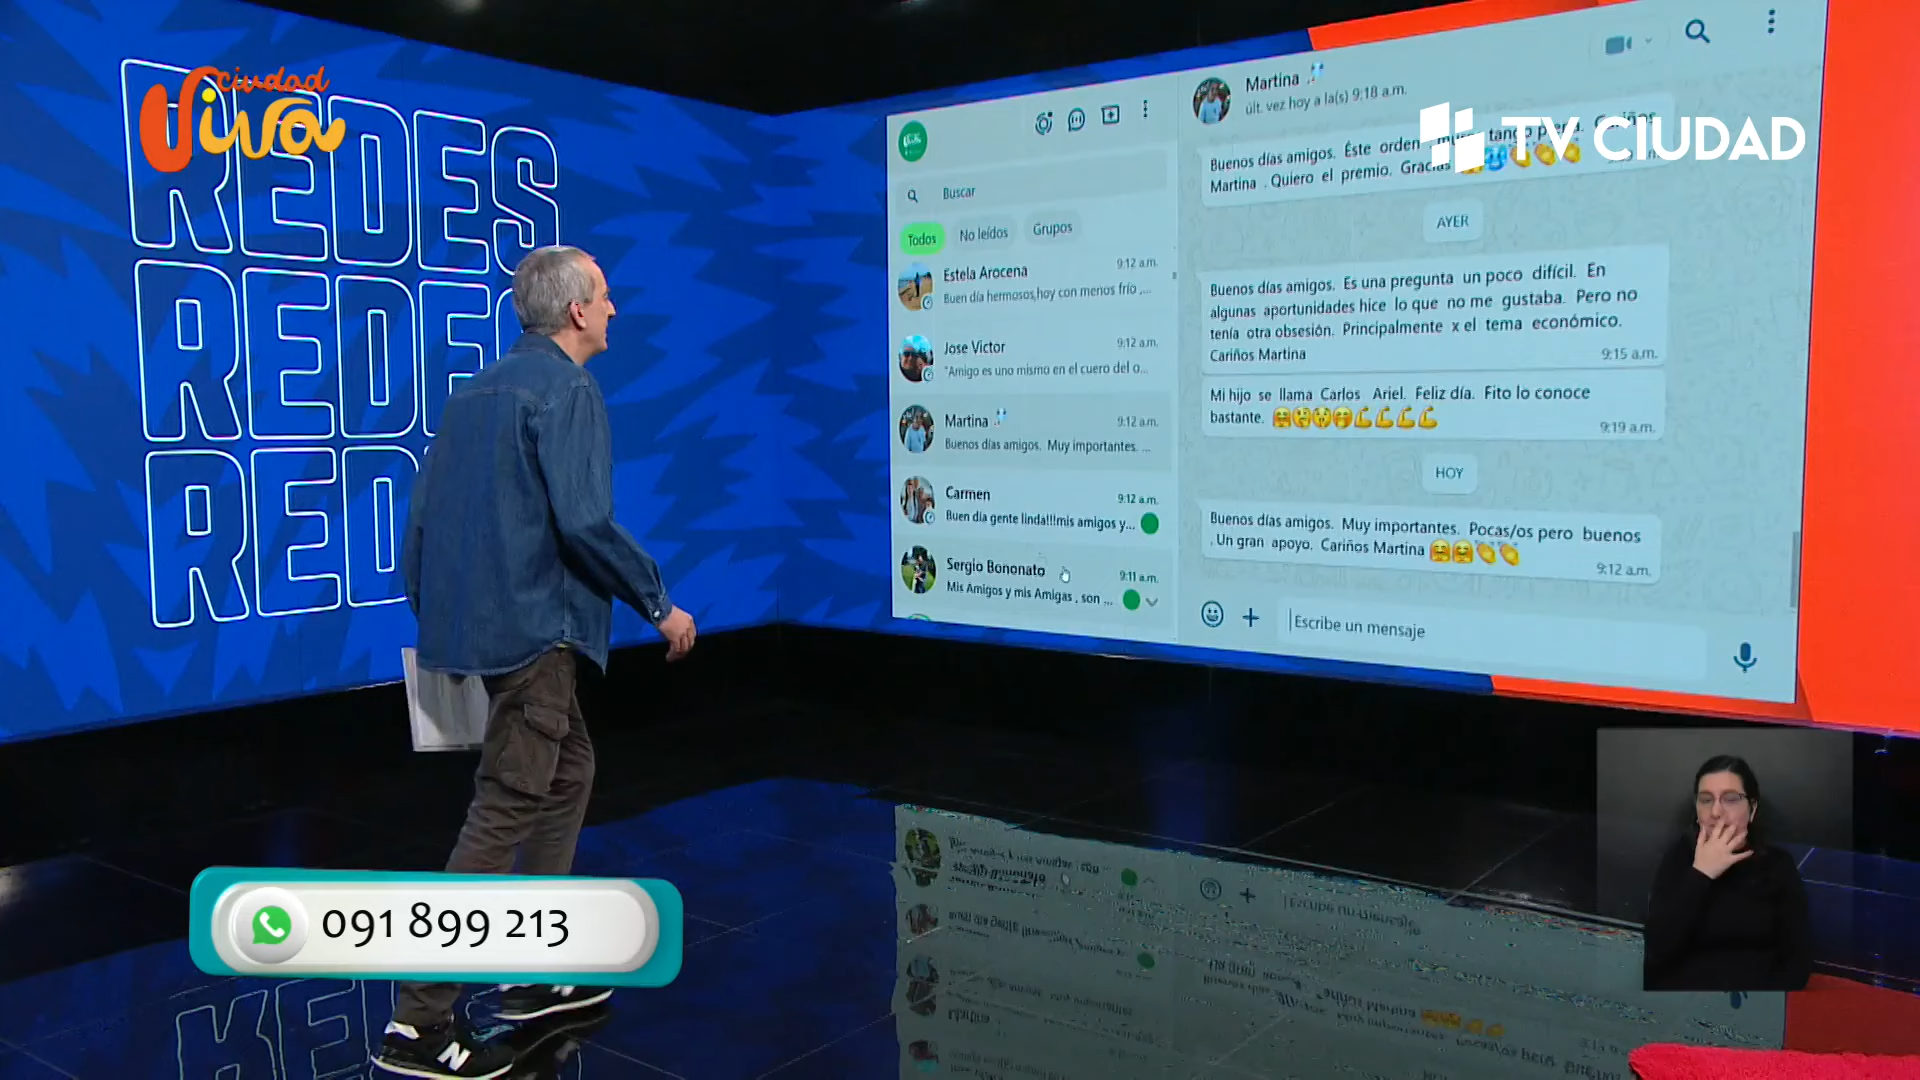 ciudad
Viva
REDES
REDES
RED
TV CIUDAD
Buscar
Todos
No leídos
Grupos
Estela Arocena
9:12 a.m.
Buen día hermosos,hoy con menos frío ,...
Jose Victor
9:12 a.m.
"Amigo es uno mismo en el cuero del o...
Martina
9:12 a.m.
Buenos días amigos. Muy importantes. ...
Carmen
9:12 a.m.
Buen día gente linda!!!mis amigos y...
Sergio Bononato
9:11 a.m.
Mis Amigos y mis Amigas , son ...
Martina
últ. vez hoy a la(s) 9:18 a.m.
Buenos días amigos. Éste orden tango Cariños
Martina . Quiero el premio. Gracias
AYER
Buenos días amigos. Es una pregunta un poco difícil. En
algunas aportunidades hice lo que no me gustaba. Pero no
tenía otra obsesión. Principalmente x el tema económico.
Cariños Martina
9:15 a.m.
Mi hijo se llama Carlos Ariel. Feliz día. Fito lo conoce
bastante. 
9:19 a.m.
HOY
Buenos días amigos. Muy importantes. Pocas/os pero buenos
. Un gran apoyo. Cariños Martina
9:12 a.m.
Escribe un mensaje
091 899 213
N